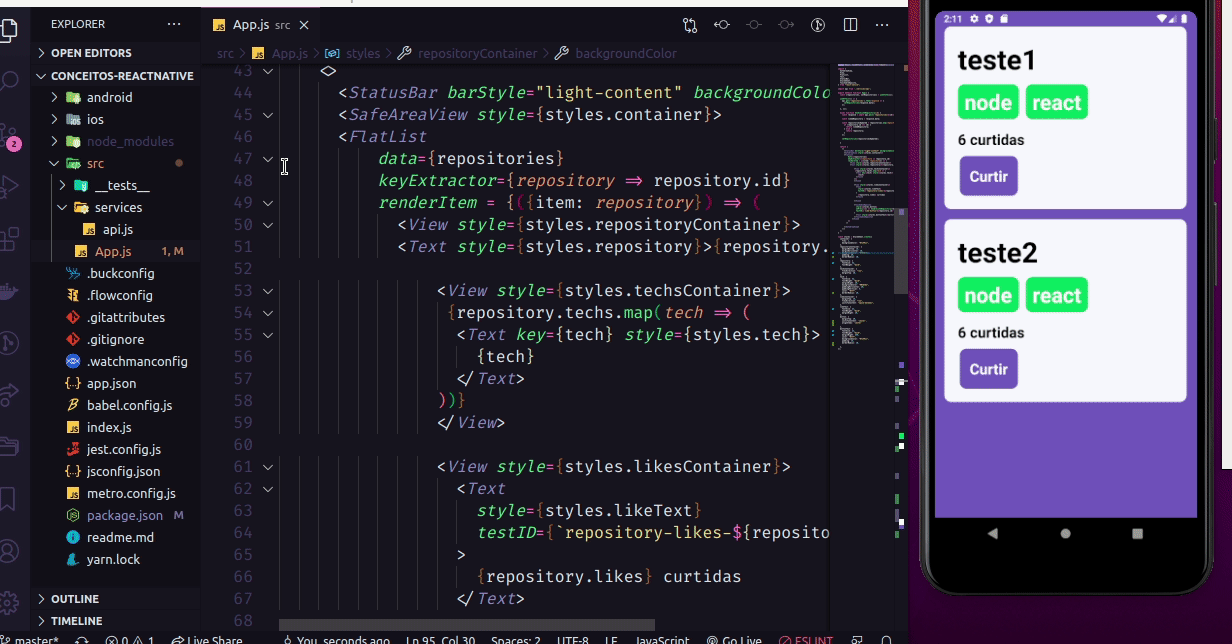 EXPLORER
OPEN EDITORS
CONCEITOS-REACTNATIVE
android
ios
node_modules
src
__tests__
services
api.js
App.js 1, M
.buckconfig
.flowconfig
.gitattributes
.gitignore
.watchmanconfig
app.json
babel.config.js
index.js
jest.config.js
jsconfig.json
metro.config.js
package.json M
readme.md
yarn.lock
OUTLINE
TIMELINE
2
JS App.js src
src > JS App.js > styles > repositoryContainer > backgroundColor
43 <>
44 <StatusBar barStyle="light-content" backgroundColo
45 <SafeAreaView style={styles.container}>
46 <FlatList
47 data={repositories}
48 keyExtractor={repository => repository.id}
49 renderItem = {({item: repository}) => (
50 <View style={styles.repositoryContainer}>
51 <Text style={styles.repository}>{repository.
52
53 <View style={styles.techsContainer}>
54 {repository.techs.map(tech => (
55 <Text key={tech} style={styles.tech}>
56 {tech}
57 </Text>
58 ))}
59 </View>
60
61 <View style={styles.likesContainer}>
62 <Text
63 style={styles.likeText}
64 testID={`repository-likes-${reposito
65 >
66 {repository.likes} curtidas
67 </Text>
68
master* 0 1 Live Share You, seconds ago Ln 95, Col 30 Spaces: 2 UTF-8 LF JavaScript Go Live ESLINT
2:11
teste1
node react
6 curtidas
Curtir
teste2
node react
6 curtidas
Curtir